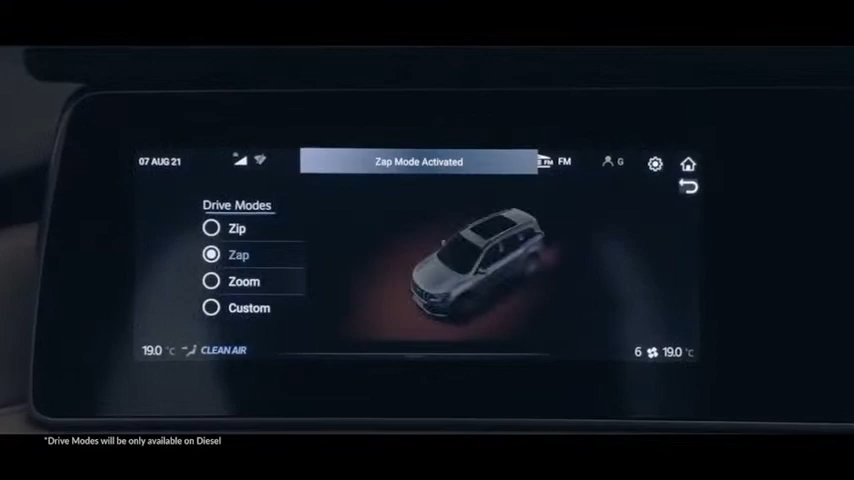 07 AUG 21 Zap Mode Activated FM FM G
Drive Modes
Zip
Zap
Zoom
Custom
19.0 °C CLEAN AIR 6 19.0 °C
*Drive Modes will be only available on Diesel